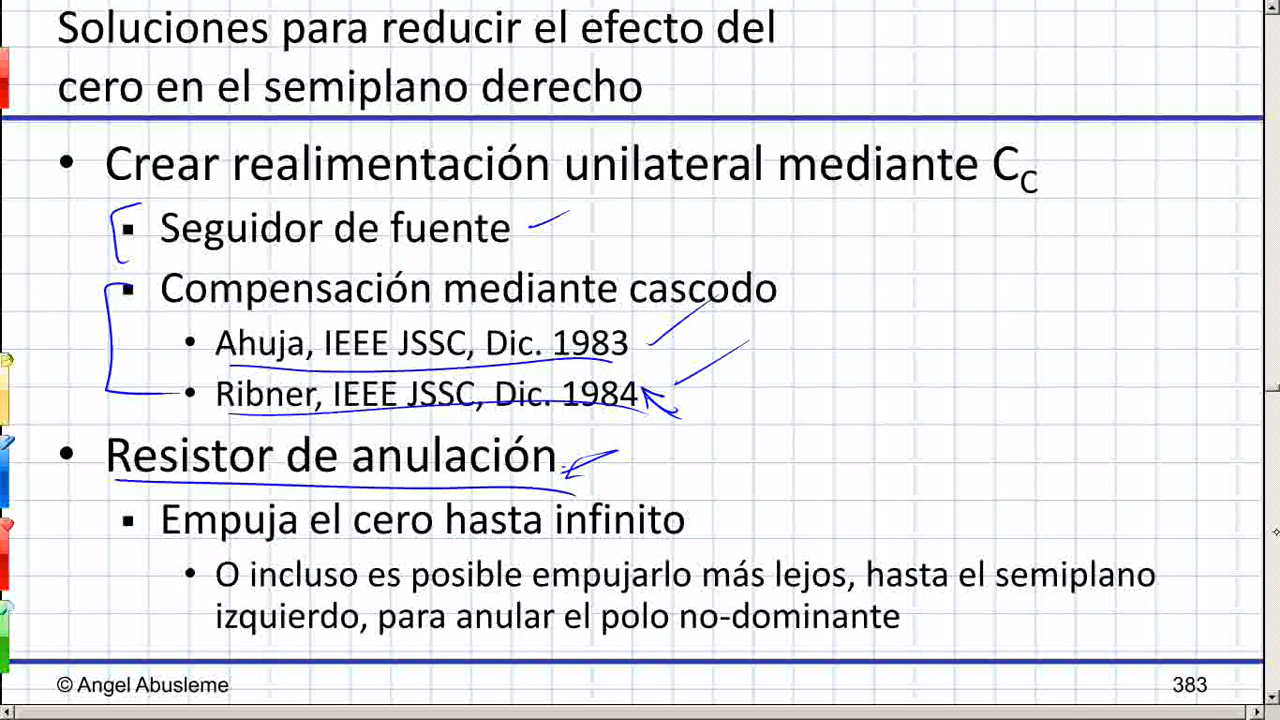 Soluciones para reducir el efecto del
cero en el semiplano derecho
• Crear realimentación unilateral mediante C_C
▪ Seguidor de fuente
▪ Compensación mediante cascodo
• Ahuja, IEEE JSSC, Dic. 1983
• Ribner, IEEE JSSC, Dic. 1984
• Resistor de anulación
▪ Empuja el cero hasta infinito
• O incluso es posible empujarlo más lejos, hasta el semiplano
izquierdo, para anular el polo no-dominante
© Angel Abusleme
383